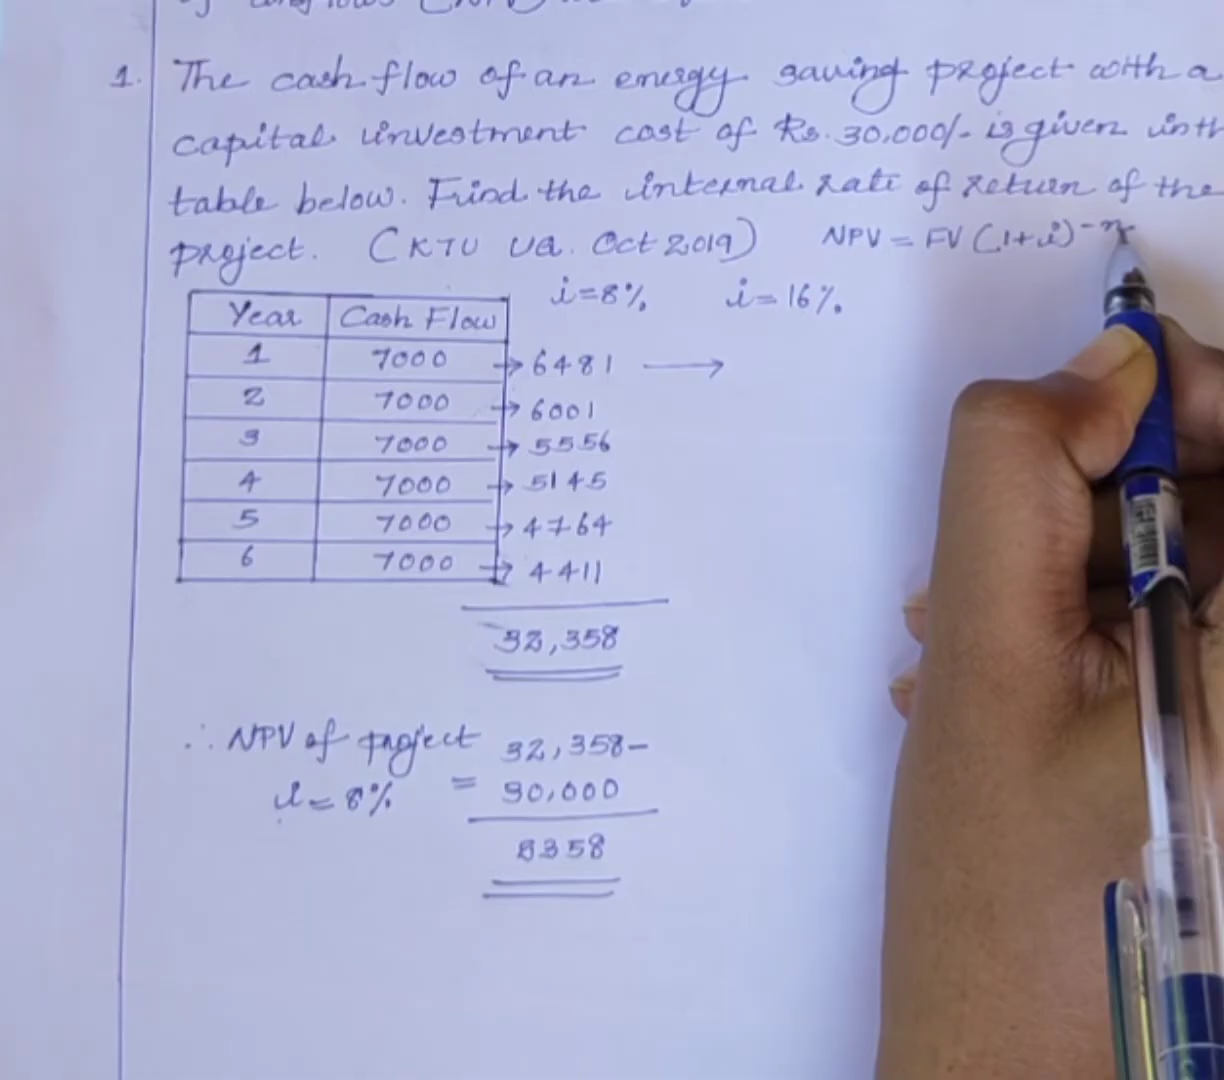 1. The cash flow of an energy saving project with a
capital investment cost of Rs. 30,000/- is given in th
table below. Find the internal rate of return of the
project. (KTU UQ. Oct 2019) NPV = FV (1+i)⁻ⁿ
i=8% i=16%.
Year Cash Flow
1 7000 → 6481 →
2 7000 → 6001
3 7000 → 5556
4 7000 → 5145
5 7000 → 4764
6 7000 → 4411
32,358
∴ NPV of project 32,358-
i=8% = 30,000
358